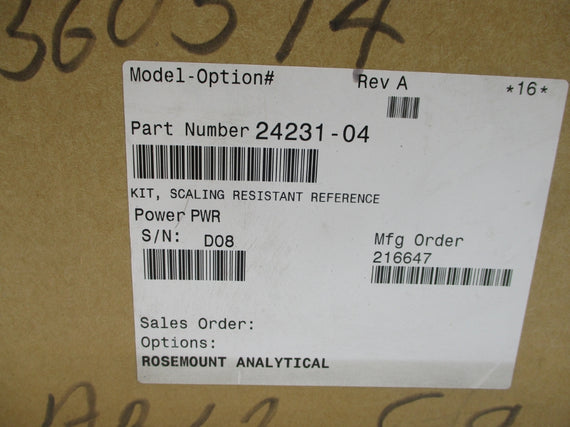 360514
Model-Option#
Rev A
*16*
Part Number 24231-04
KIT, SCALING RESISTANT REFERENCE
Power PWR
S/N: D08
Mfg Order
216647
Sales Order:
Options:
ROSEMOUNT ANALYTICAL